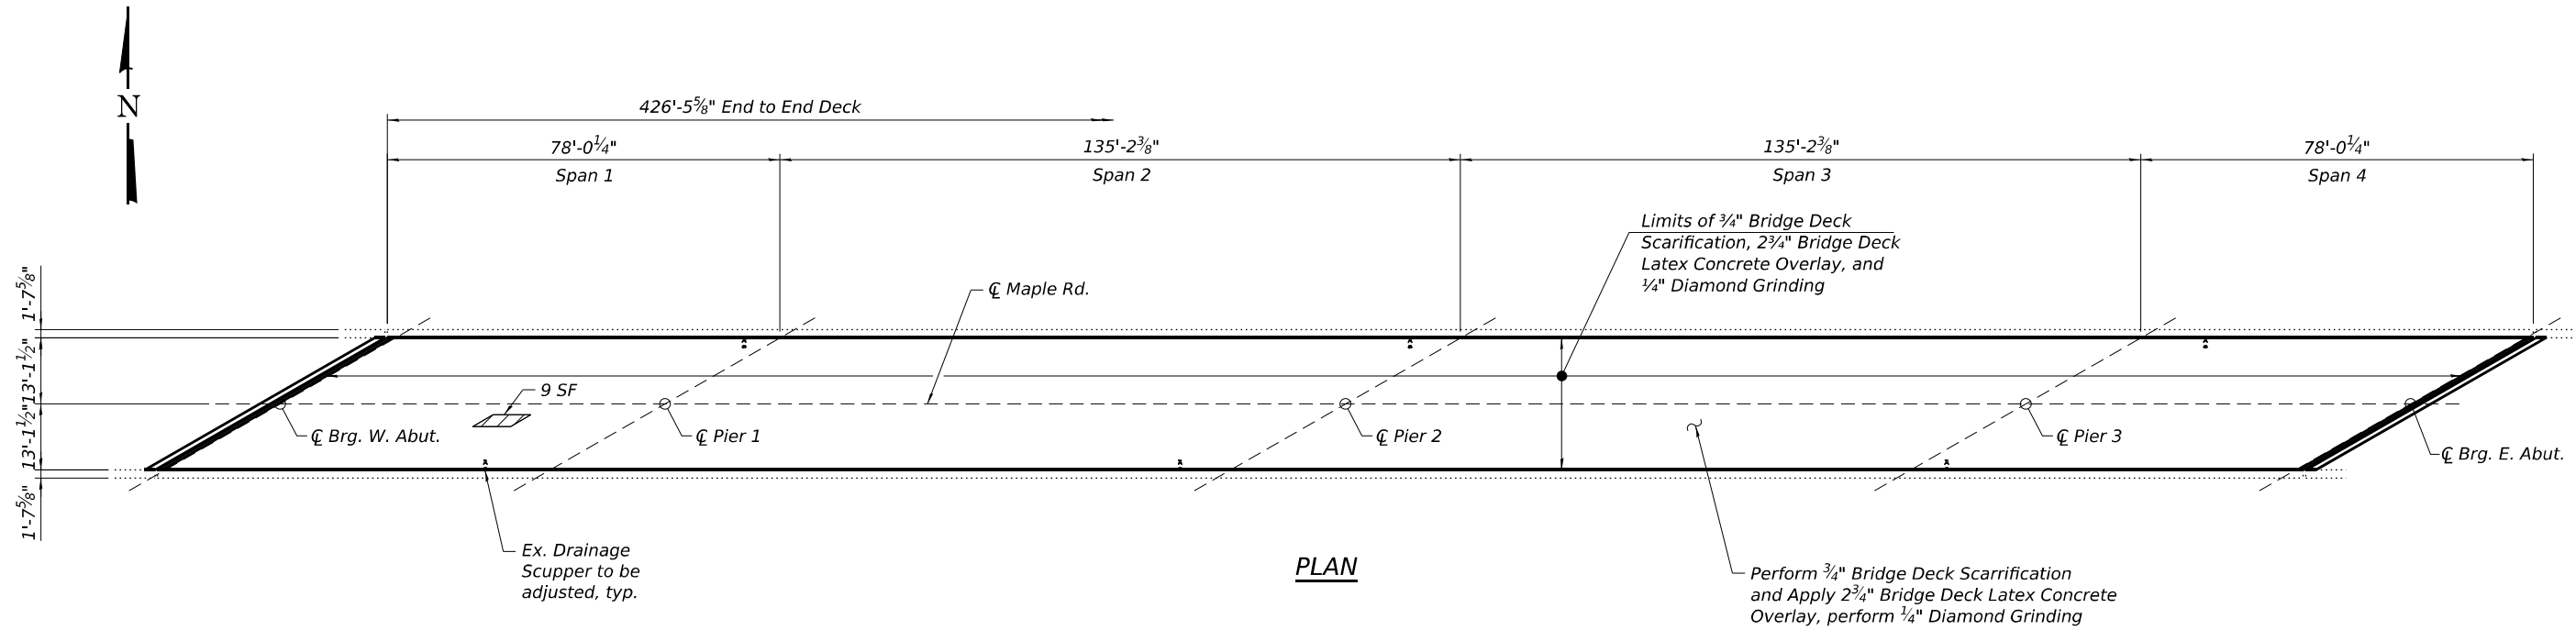 N
426'-5⅝" End to End Deck
78'-0¼"
135'-2⅜"
135'-2⅜"
78'-0¼"
Span 1
Span 2
Span 3
Span 4
Limits of ¾" Bridge Deck
Scarification, 2¾" Bridge Deck
Latex Concrete Overlay, and
¼" Diamond Grinding
℄ Maple Rd.
1'-7⅝"
13'-1½"
13'-1½"
1'-7⅝"
9 SF
℄ Brg. W. Abut.
℄ Pier 1
℄ Pier 2
℄ Pier 3
℄ Brg. E. Abut.
Ex. Drainage
Scupper to be
adjusted, typ.
PLAN
Perform ¾" Bridge Deck Scarrification
and Apply 2¾" Bridge Deck Latex Concrete
Overlay, perform ¼" Diamond Grinding